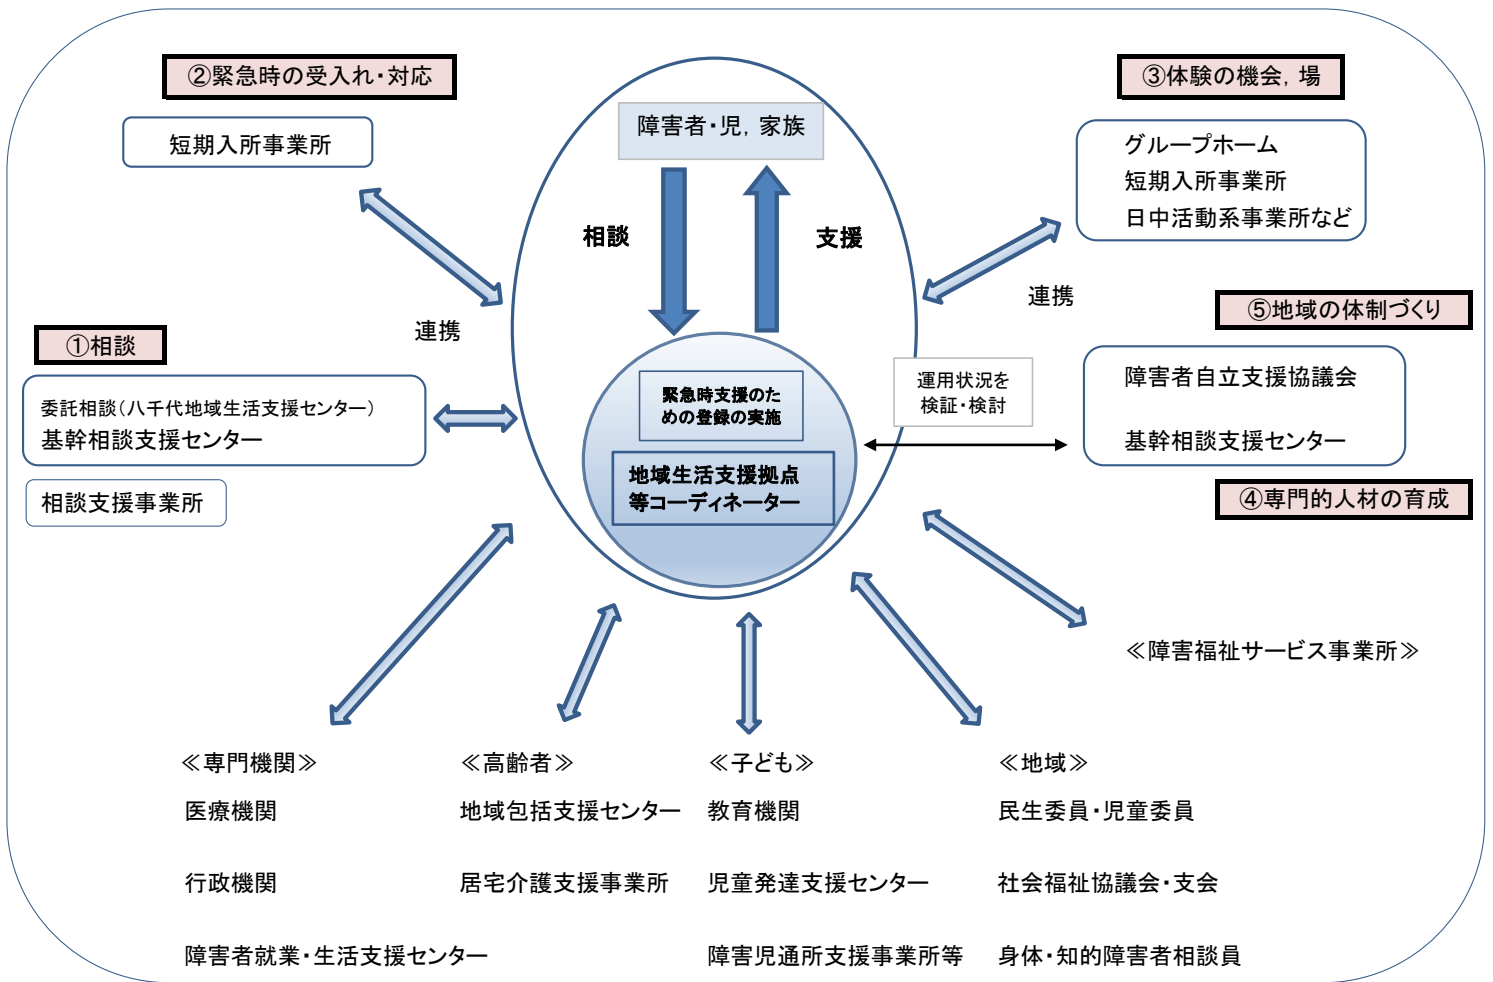 ②緊急時の受入れ・対応
短期入所事業所
障害者・児，家族
相談
支援
③体験の機会，場
グループホーム
短期入所事業所
日中活動系事業所など
連携
連携
①相談
委託相談（八千代地域生活支援センター）
基幹相談支援センター
相談支援事業所
緊急時支援のた
めの登録の実施
地域生活支援拠点
等コーディネーター
運用状況を
検証・検討
⑤地域の体制づくり
障害者自立支援協議会
基幹相談支援センター
④専門的人材の育成
≪障害福祉サービス事業所≫
≪専門機関≫
医療機関
行政機関
障害者就業・生活支援センター
≪高齢者≫
地域包括支援センター
居宅介護支援事業所
≪子ども≫
教育機関
児童発達支援センター
障害児通所支援事業所等
≪地域≫
民生委員・児童委員
社会福祉協議会・支会
身体・知的障害者相談員